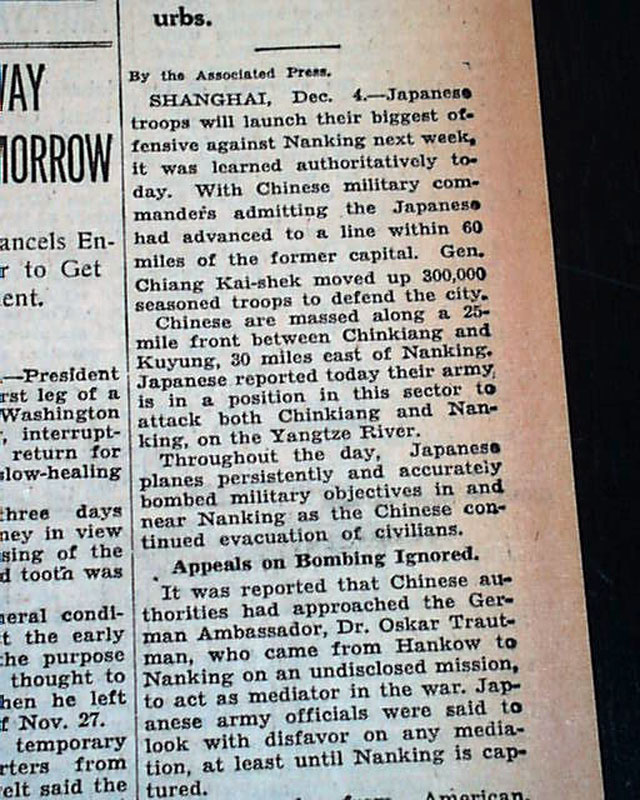 WAY
MORROW
ancels En-
r to Get
ent.
.—President
rst leg of a
Washington
, interrupt-
return for
slow-healing
three days
ney in view
sing of the
d tooth was
neral condi-
t the early
the purpose
thought to
hen he left
f Nov. 27.
temporary
rters from
elt said the
urbs.
By the Associated Press.
SHANGHAI, Dec. 4.—Japanese
troops will launch their biggest of-
fensive against Nanking next week,
it was learned authoritatively to-
day. With Chinese military com-
manders admitting the Japanese
had advanced to a line within 60
miles of the former capital. Gen.
Chiang Kai-shek moved up 300,000
seasoned troops to defend the city.
Chinese are massed along a 25-
mile front between Chinkiang and
Kuyung, 30 miles east of Nanking.
Japanese reported today their army
is in a position in this sector to
attack both Chinkiang and Nan-
king, on the Yangtze River.
Throughout the day, Japanese
planes persistently and accurately
bombed military objectives in and
near Nanking as the Chinese con-
tinued evacuation of civilians.
Appeals on Bombing Ignored.
It was reported that Chinese au-
thorities had approached the Ger-
man Ambassador, Dr. Oskar Traut-
man, who came from Hankow to
Nanking on an undisclosed mission,
to act as mediator in the war. Jap-
anese army officials were said to
look with disfavor on any media-
tion, at least until Nanking is cap-
tured.
from American,